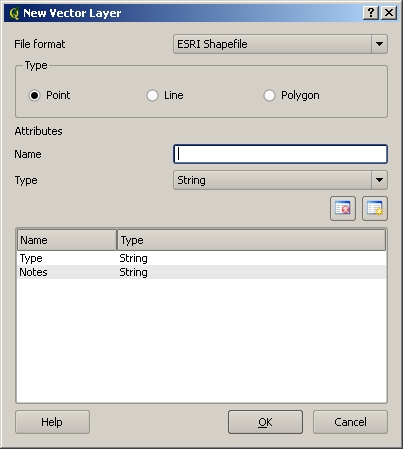 New Vector Layer
File format ESRI Shapefile
Type
Point Line Polygon
Attributes
Name
Type String
Name Type
Type String
Notes String
Help OK Cancel